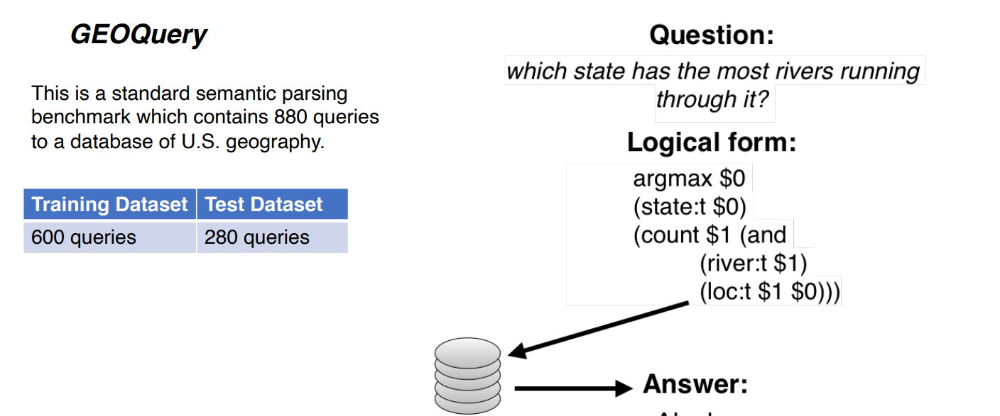 GEOQuery
This is a standard semantic parsing
benchmark which contains 880 queries
to a database of U.S. geography.
Training Dataset Test Dataset
600 queries 280 queries
Question:
which state has the most rivers running
through it?
Logical form:
argmax $0
(state:t $0)
(count $1 (and
(river:t $1)
(loc:t $1 $0)))
Answer: